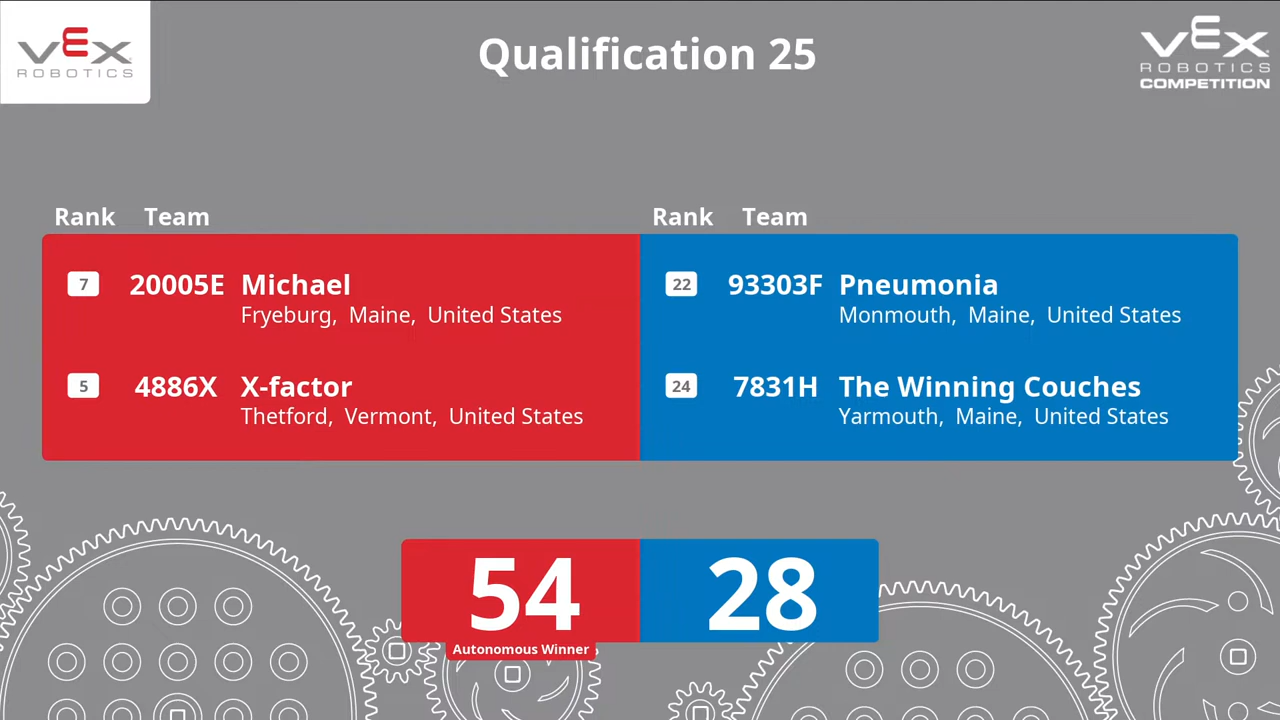 VEX
ROBOTICS
Qualification 25
VEX
ROBOTICS
COMPETITION
Rank Team
7 20005E Michael
Fryeburg, Maine, United States
5 4886X X-factor
Thetford, Vermont, United States
Rank Team
22 93303F Pneumonia
Monmouth, Maine, United States
24 7831H The Winning Couches
Yarmouth, Maine, United States
54 28
Autonomous Winner